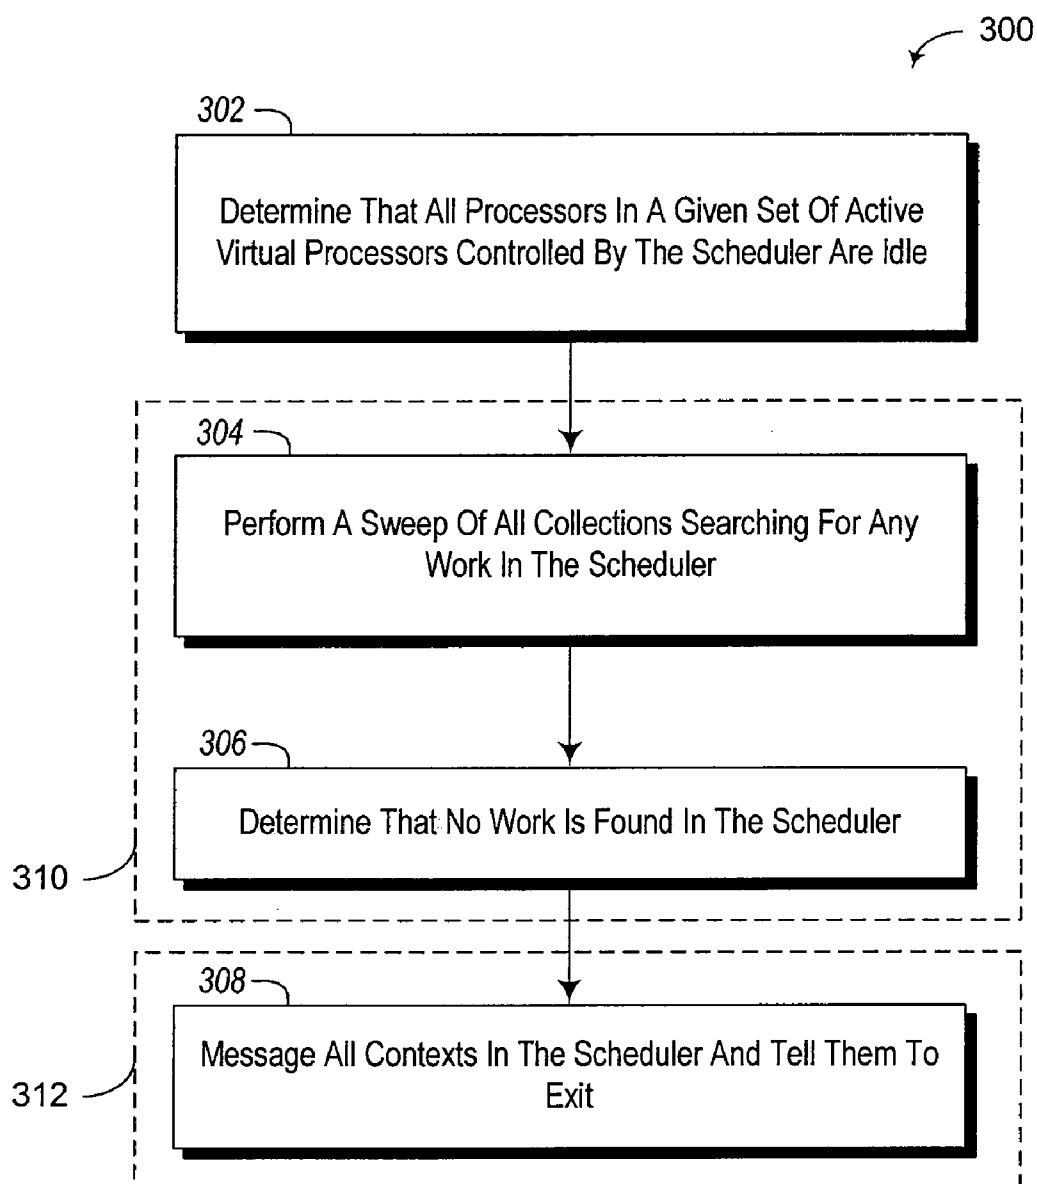 300
302
Determine That All Processors In A Given Set Of Active
Virtual Processors Controlled By The Scheduler Are Idle
304
Perform A Sweep Of All Collections Searching For Any
Work In The Scheduler
306
Determine That No Work Is Found In The Scheduler
310
308
Message All Contexts In The Scheduler And Tell Them To
Exit
312